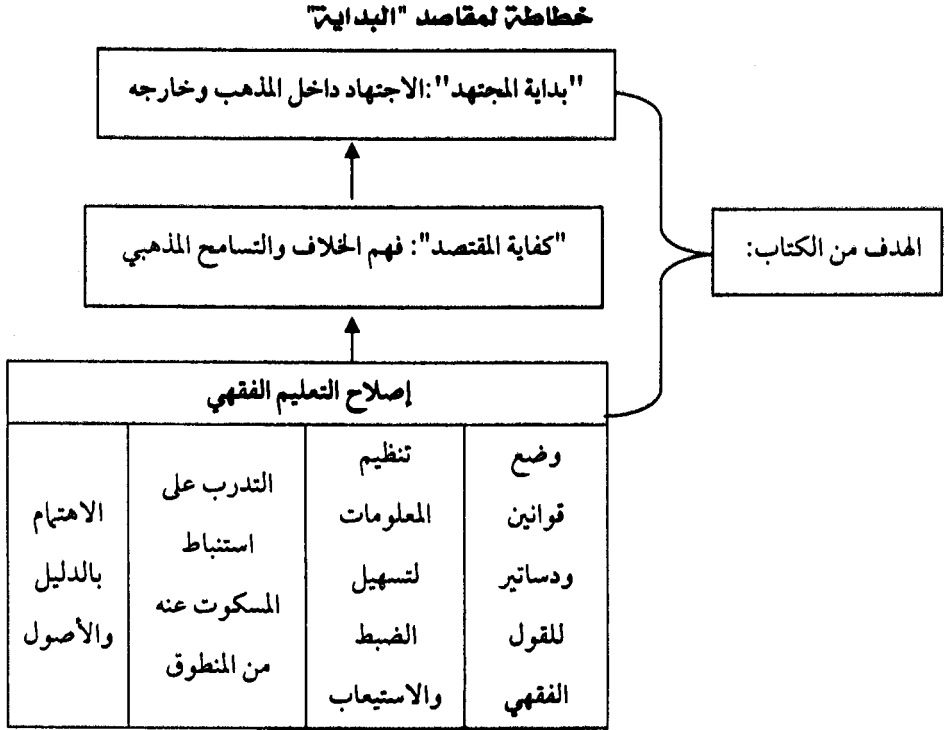 خطاطة لمقاصد "البداية"
"بداية المجتهد": الاجتهاد داخل المذهب وخارجه
"كفاية المقتصد": فهم الخلاف والتسامح المذهبي
الهدف من الكتاب:
إصلاح التعليم الفقهي
وضع
قوانين
ودساتير
للقول
الفقهي
تنظيم
المعلومات
لتسهيل
الضبط
والاستيعاب
التدرب على
استنباط
المسكوت عنه
من المنطوق
الاهتمام
بالدليل
والأصول